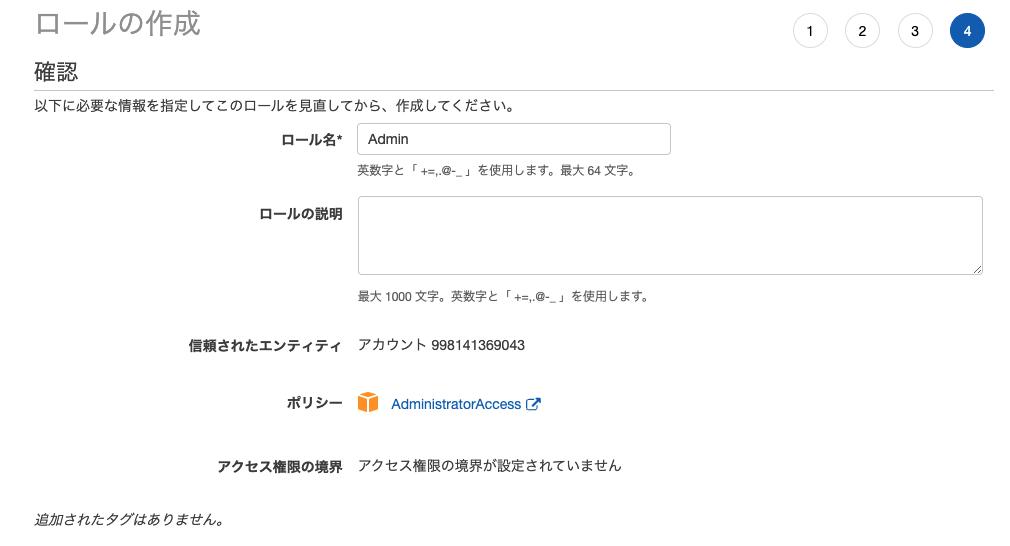 ロールの作成
1 2 3 4
確認
以下に必要な情報を指定してこのロールを見直してから、作成してください。
ロール名* Admin
英数字と「 +=,.@-_ 」を使用します。最大 64 文字。
ロールの説明
最大 1000 文字。英数字と「 +=,.@-_ 」を使用します。
信頼されたエンティティ アカウント 998141369043
ポリシー AdministratorAccess
アクセス権限の境界 アクセス権限の境界が設定されていません
追加されたタグはありません。